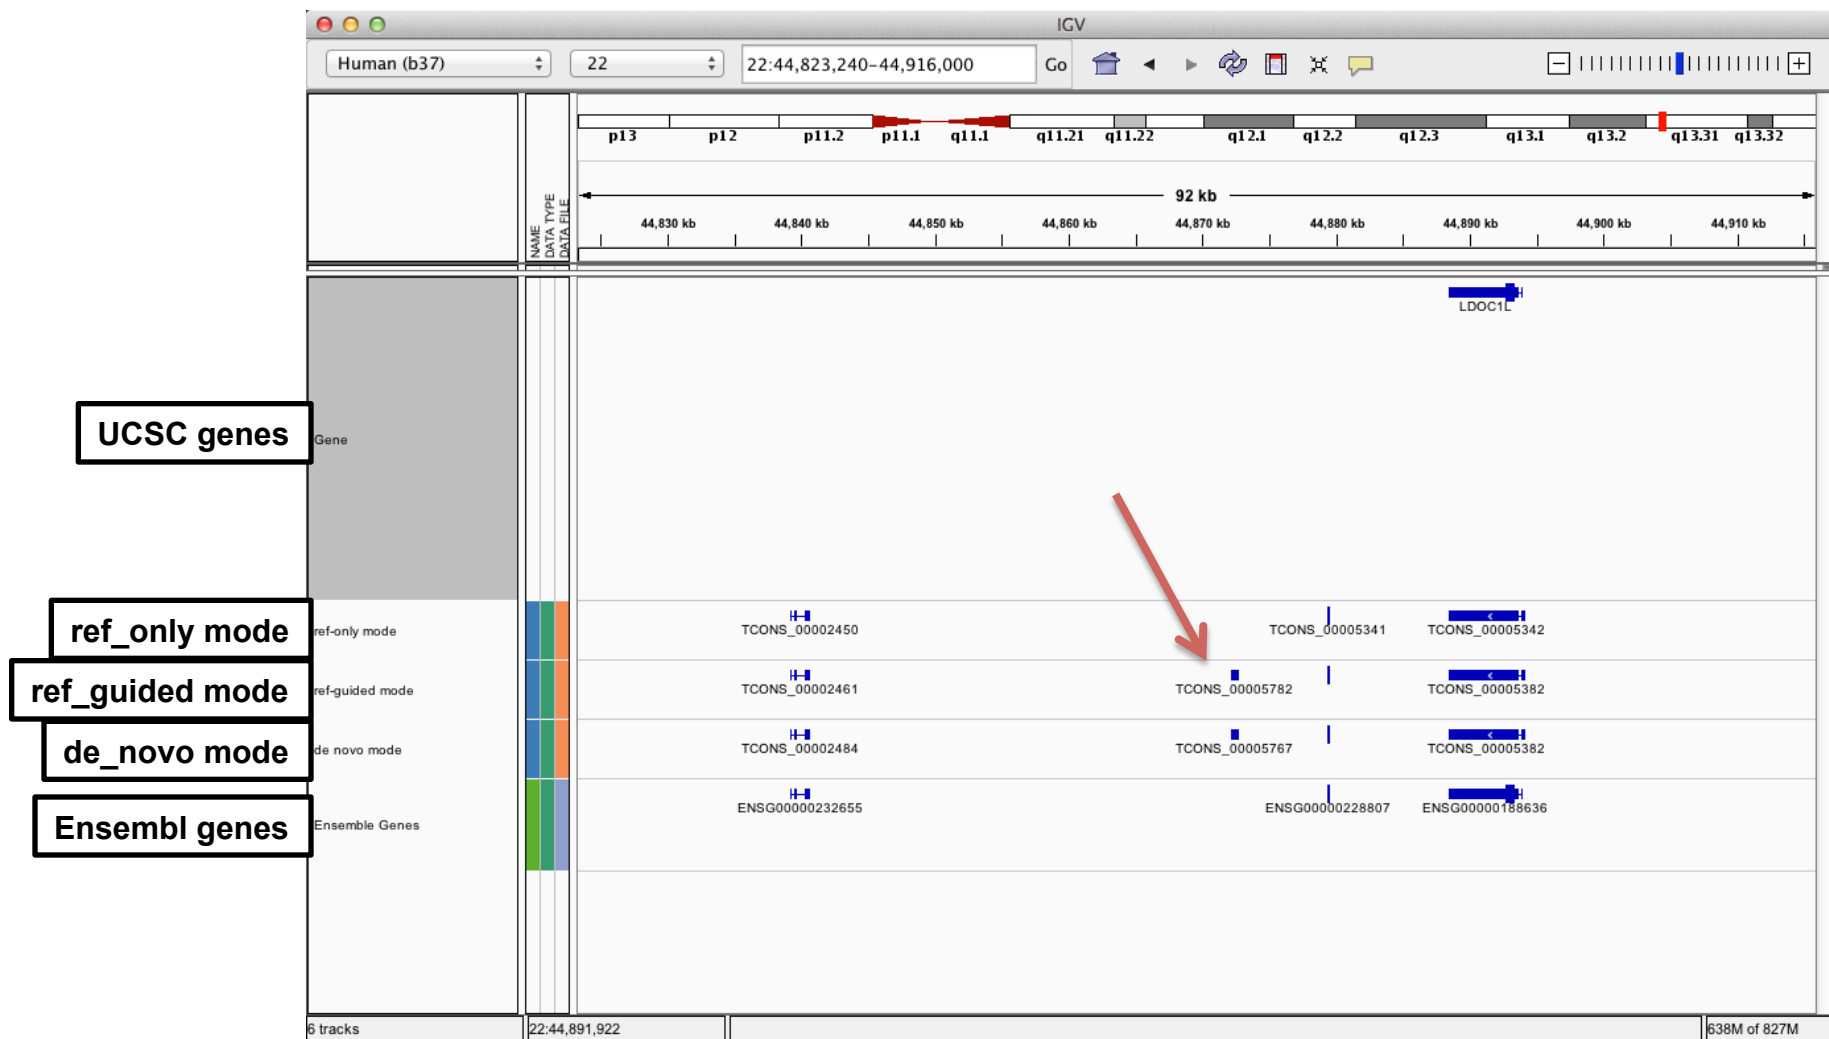 IGV
Human (b37) 22 22:44,823,240-44,916,000 Go
p13 p12 p11.2 p11.1 q11.1 q11.21 q11.22 q12.1 q12.2 q12.3 q13.1 q13.2 q13.31 q13.32
92 kb
44,830 kb 44,840 kb 44,850 kb 44,860 kb 44,870 kb 44,880 kb 44,890 kb 44,900 kb 44,910 kb
NAME
DATA TYPE
DATA FILE
LDOC1L
UCSC genes
Gene
ref_only mode
ref-only mode
TCONS_00002450 TCONS_00005341 TCONS_00005342
ref_guided mode
ref-guided mode
TCONS_00002461 TCONS_00005782 TCONS_00005382
de_novo mode
de novo mode
TCONS_00002484 TCONS_00005767 TCONS_00005382
Ensembl genes
Ensemble Genes
ENSG00000232655 ENSG00000228807 ENSG00000188636
6 tracks 22:44,891,922 638M of 827M